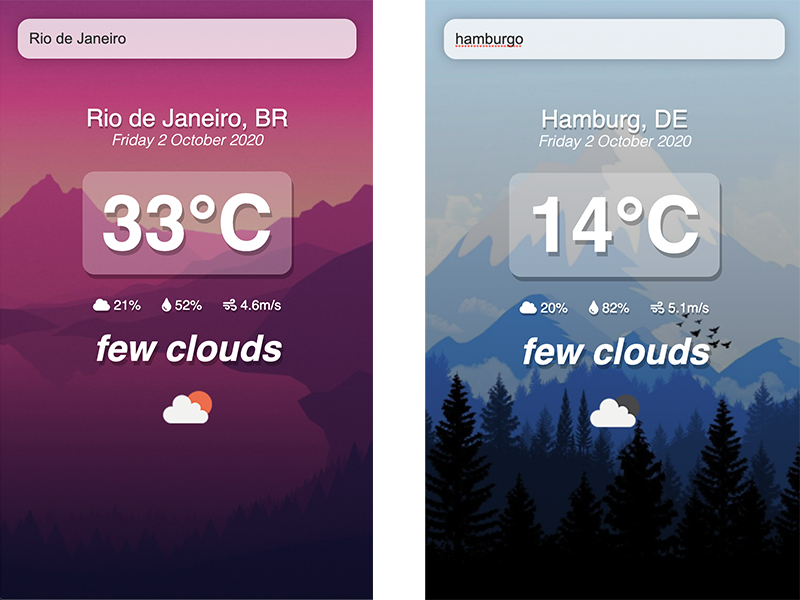 Rio de Janeiro
Rio de Janeiro, BR
Friday 2 October 2020
33°C
21% 52% 4.6m/s
few clouds
hamburgo
Hamburg, DE
Friday 2 October 2020
14°C
20% 82% 5.1m/s
few clouds